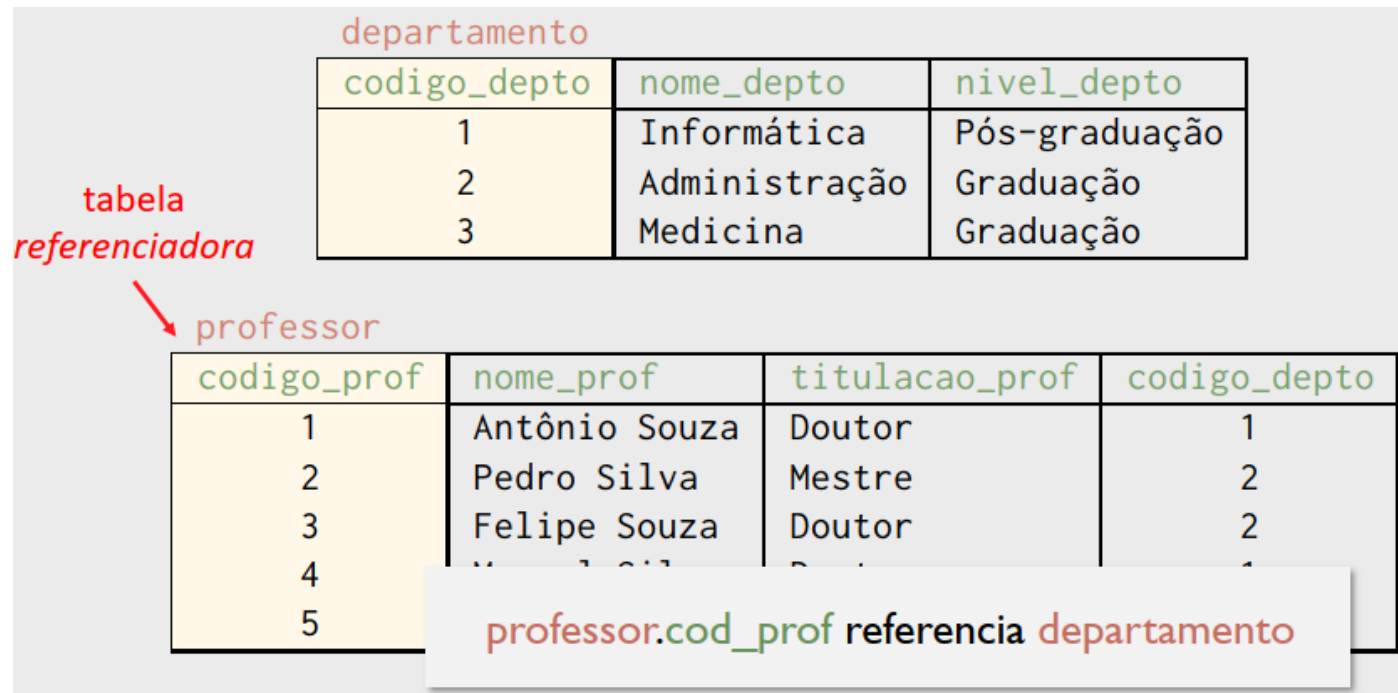 departamento
codigo_depto nome_depto nivel_depto
1 Informática Pós-graduação
2 Administração Graduação
3 Medicina Graduação
tabela
referenciadora
professor
codigo_prof nome_prof titulacao_prof codigo_depto
1 Antônio Souza Doutor 1
2 Pedro Silva Mestre 2
3 Felipe Souza Doutor 2
4
5
professor.cod_prof referencia departamento